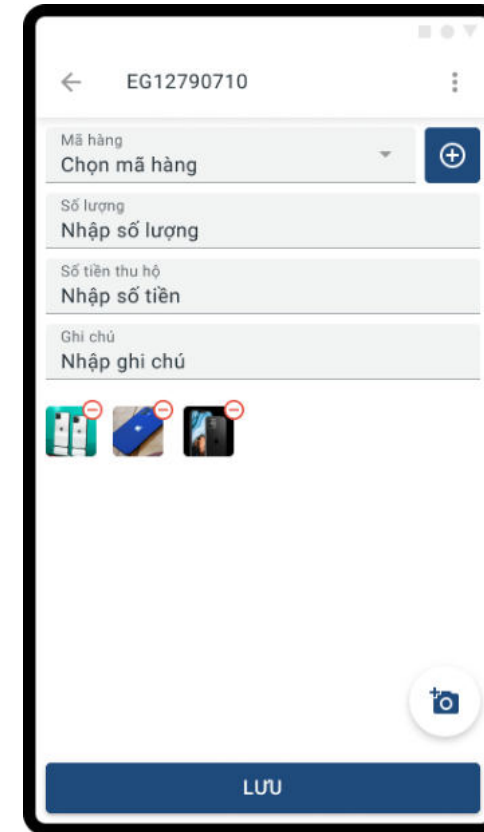 EG12790710
Mã hàng
Chọn mã hàng
Số lượng
Nhập số lượng
Số tiền thu hộ
Nhập số tiền
Ghi chú
Nhập ghi chú
LƯU